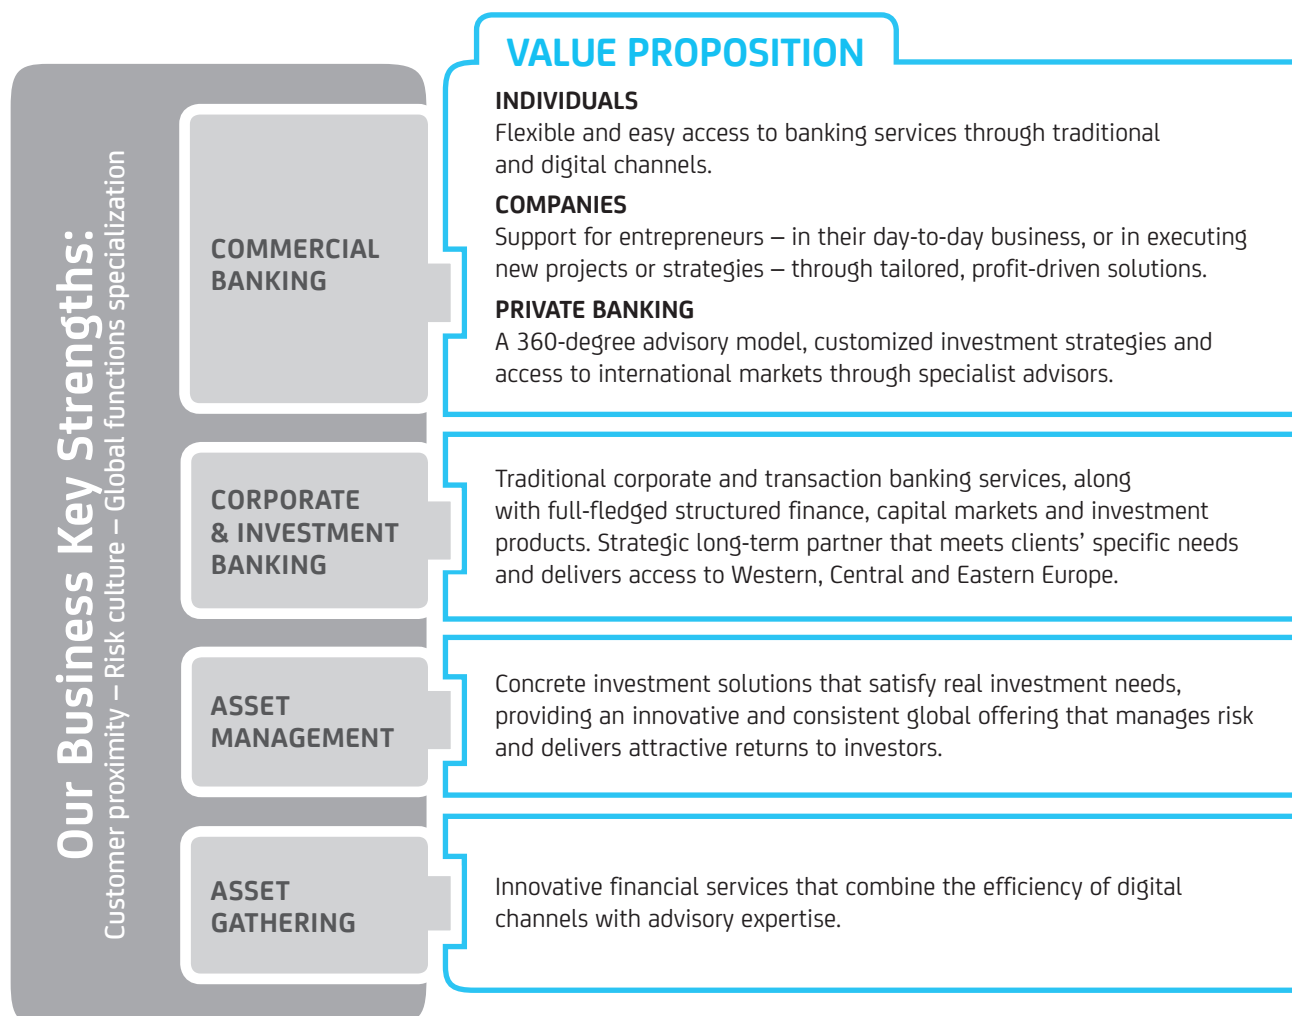 Our Business Key Strengths:
Customer proximity – Risk culture – Global functions specialization
VALUE PROPOSITION
COMMERCIAL
BANKING
INDIVIDUALS
Flexible and easy access to banking services through traditional
and digital channels.
COMPANIES
Support for entrepreneurs – in their day-to-day business, or in executing
new projects or strategies – through tailored, profit-driven solutions.
PRIVATE BANKING
A 360-degree advisory model, customized investment strategies and
access to international markets through specialist advisors.
CORPORATE
& INVESTMENT
BANKING
Traditional corporate and transaction banking services, along
with full-fledged structured finance, capital markets and investment
products. Strategic long-term partner that meets clients’ specific needs
and delivers access to Western, Central and Eastern Europe.
ASSET
MANAGEMENT
Concrete investment solutions that satisfy real investment needs,
providing an innovative and consistent global offering that manages risk
and delivers attractive returns to investors.
ASSET
GATHERING
Innovative financial services that combine the efficiency of digital
channels with advisory expertise.